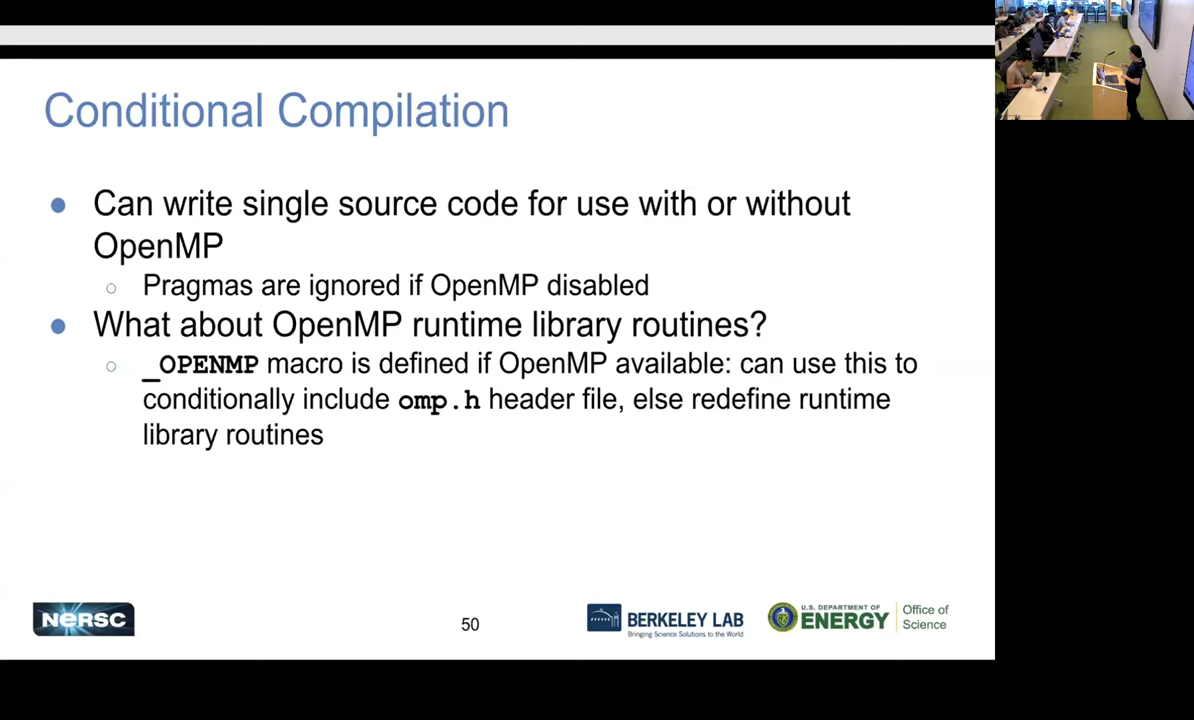 Conditional Compilation
● Can write single source code for use with or without
OpenMP
○ Pragmas are ignored if OpenMP disabled
● What about OpenMP runtime library routines?
○ _OPENMP macro is defined if OpenMP available: can use this to
conditionally include omp.h header file, else redefine runtime
library routines
NERSC
50
BERKELEY LAB
Bringing Science Solutions to the World
U.S. DEPARTMENT OF
ENERGY
Office of
Science